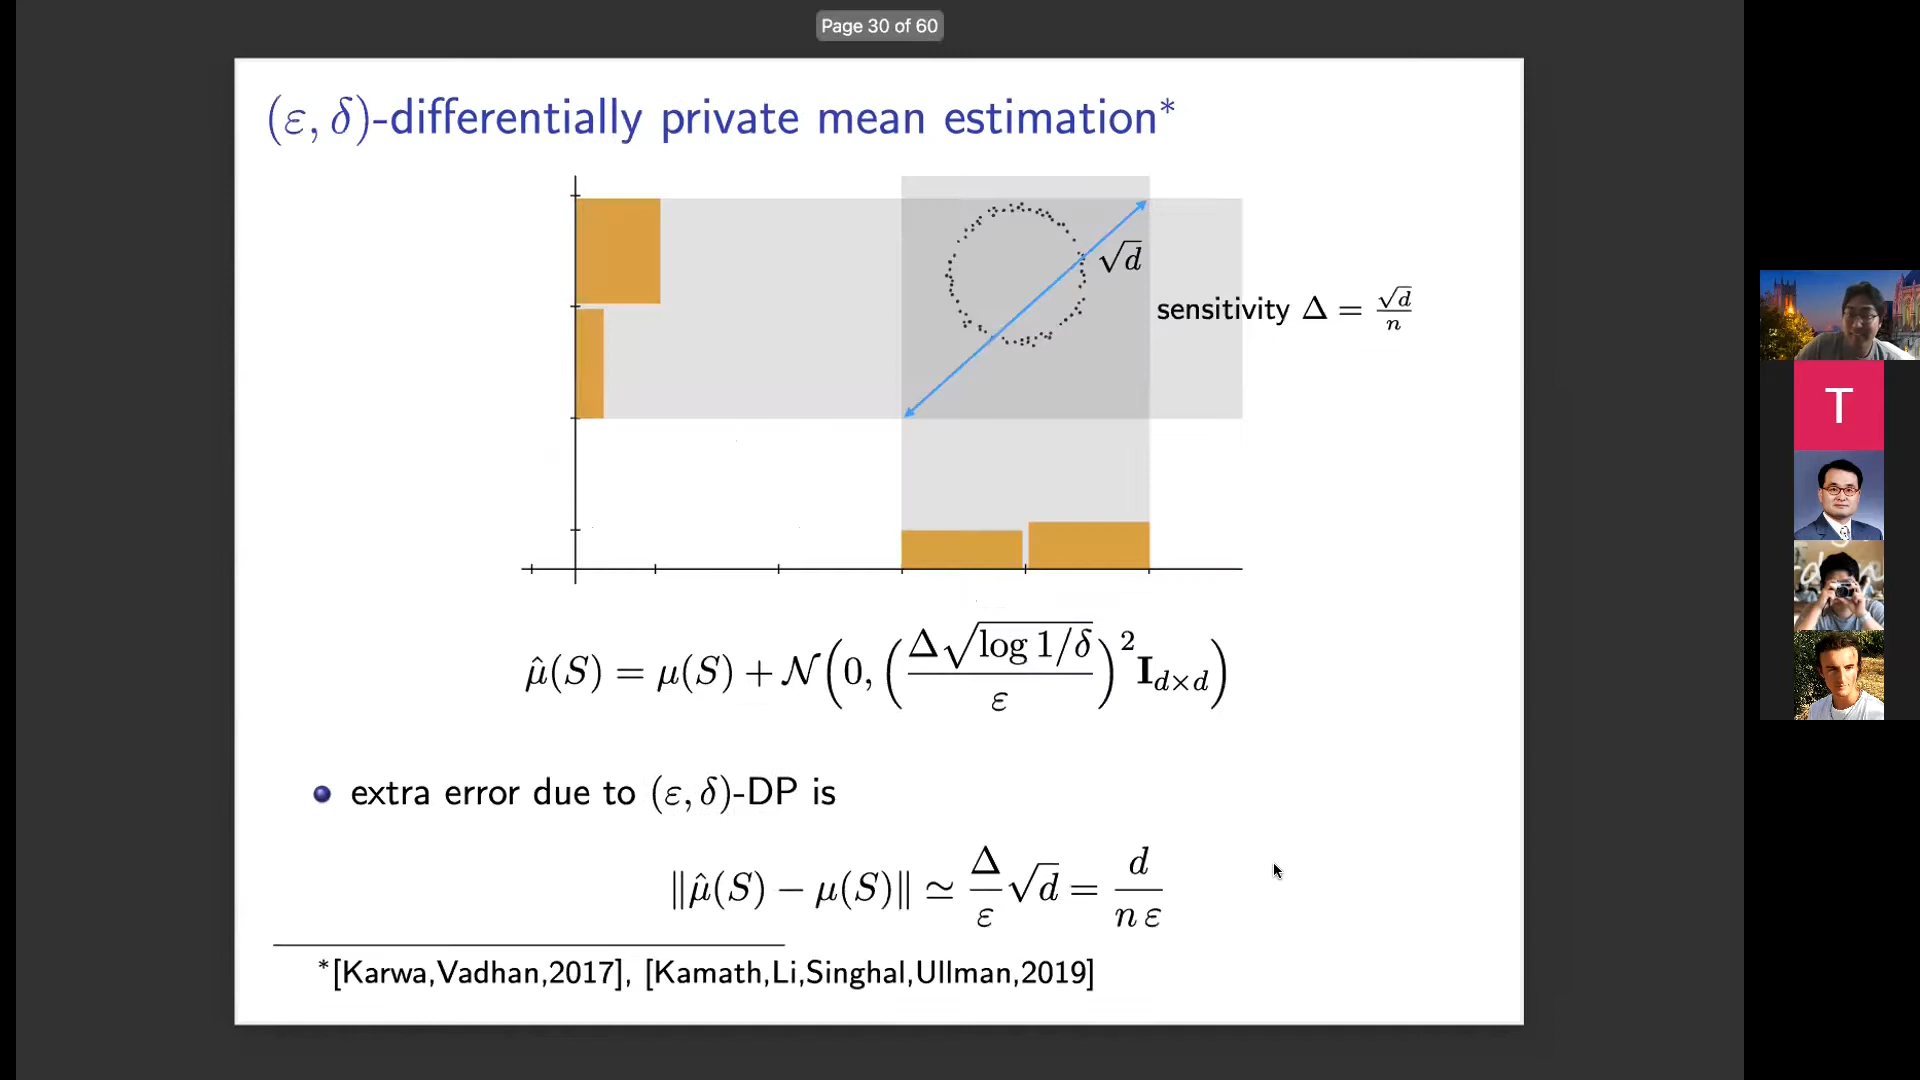 Page 30 of 60
(ε, δ)-differentially private mean estimation*
√d
sensitivity Δ = √d/n
μ̂(S) = μ(S) + 𝒩(0, (Δ√(log 1/δ)/ε)² I_{d×d})
extra error due to (ε, δ)-DP is
‖μ̂(S) − μ(S)‖ ≃ Δ/ε √d = d/(n ε)
*[Karwa,Vadhan,2017], [Kamath,Li,Singhal,Ullman,2019]
T